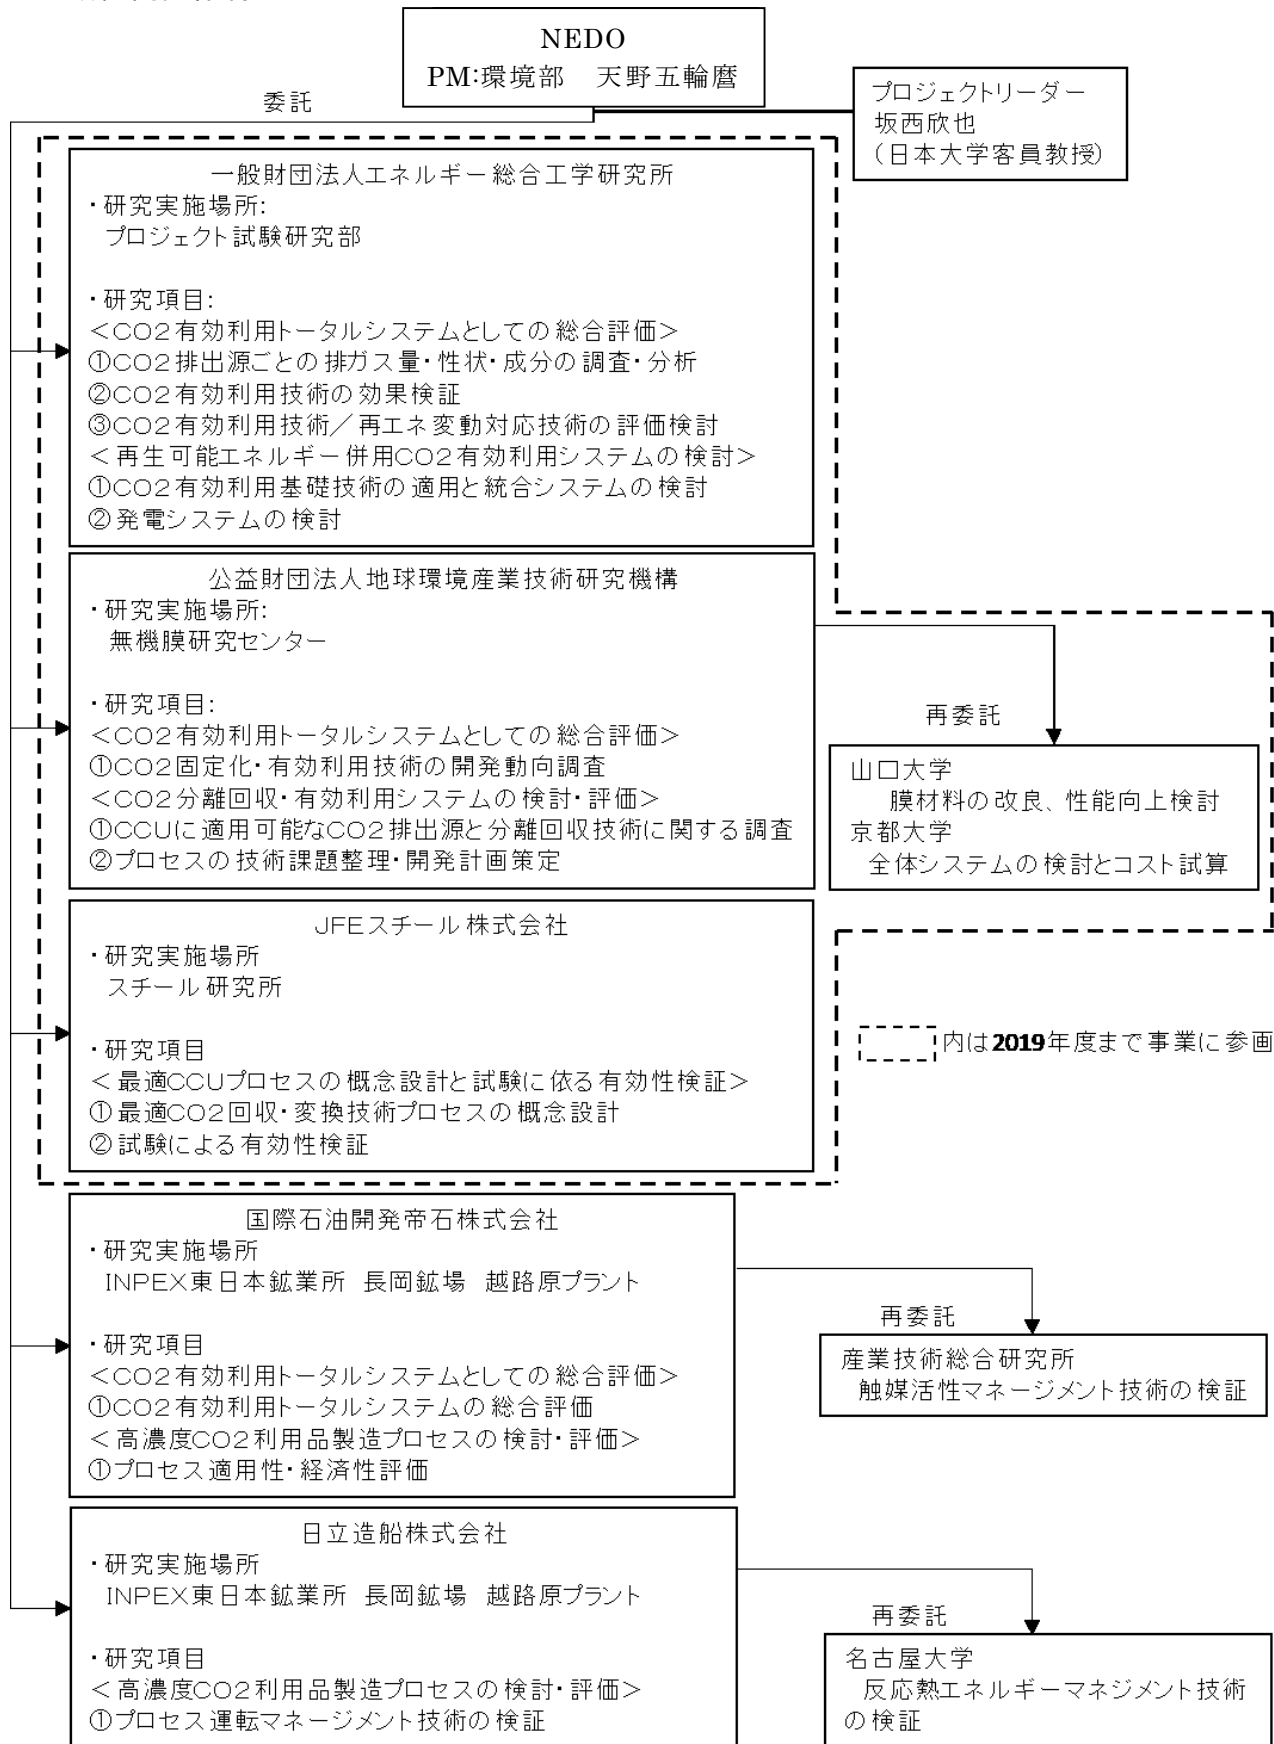 NEDO
PM:環境部　天野五輪麿
委託
プロジェクトリーダー
坂西欣也
(日本大学客員教授)
一般財団法人エネルギー総合工学研究所
・研究実施場所:
プロジェクト試験研究部
・研究項目:
<CO2有効利用トータルシステムとしての総合評価>
①CO2排出源ごとの排ガス量・性状・成分の調査・分析
②CO2有効利用技術の効果検証
③CO2有効利用技術/再エネ変動対応技術の評価検討
<再生可能エネルギー併用CO2有効利用システムの検討>
①CO2有効利用基礎技術の適用と統合システムの検討
②発電システムの検討
公益財団法人地球環境産業技術研究機構
・研究実施場所:
無機膜研究センター
・研究項目:
<CO2有効利用トータルシステムとしての総合評価>
①CO2固定化・有効利用技術の開発動向調査
<CO2分離回収・有効利用システムの検討・評価>
①CCUに適用可能なCO2排出源と分離回収技術に関する調査
②プロセスの技術課題整理・開発計画策定
再委託
山口大学
膜材料の改良、性能向上検討
京都大学
全体システムの検討とコスト試算
JFEスチール株式会社
・研究実施場所
スチール研究所
・研究項目
<最適CCUプロセスの概念設計と試験に依る有効性検証>
①最適CO2回収・変換技術プロセスの概念設計
②試験による有効性検証
内は2019年度まで事業に参画
国際石油開発帝石株式会社
・研究実施場所
INPEX東日本鉱業所 長岡鉱場 越路原プラント
・研究項目
<CO2有効利用トータルシステムとしての総合評価>
①CO2有効利用トータルシステムの総合評価
<高濃度CO2利用品製造プロセスの検討・評価>
①プロセス適用性・経済性評価
再委託
産業技術総合研究所
触媒活性マネージメント技術の検証
日立造船株式会社
・研究実施場所
INPEX東日本鉱業所 長岡鉱場 越路原プラント
・研究項目
<高濃度CO2利用品製造プロセスの検討・評価>
①プロセス運転マネージメント技術の検証
再委託
名古屋大学
反応熱エネルギーマネジメント技術
の検証